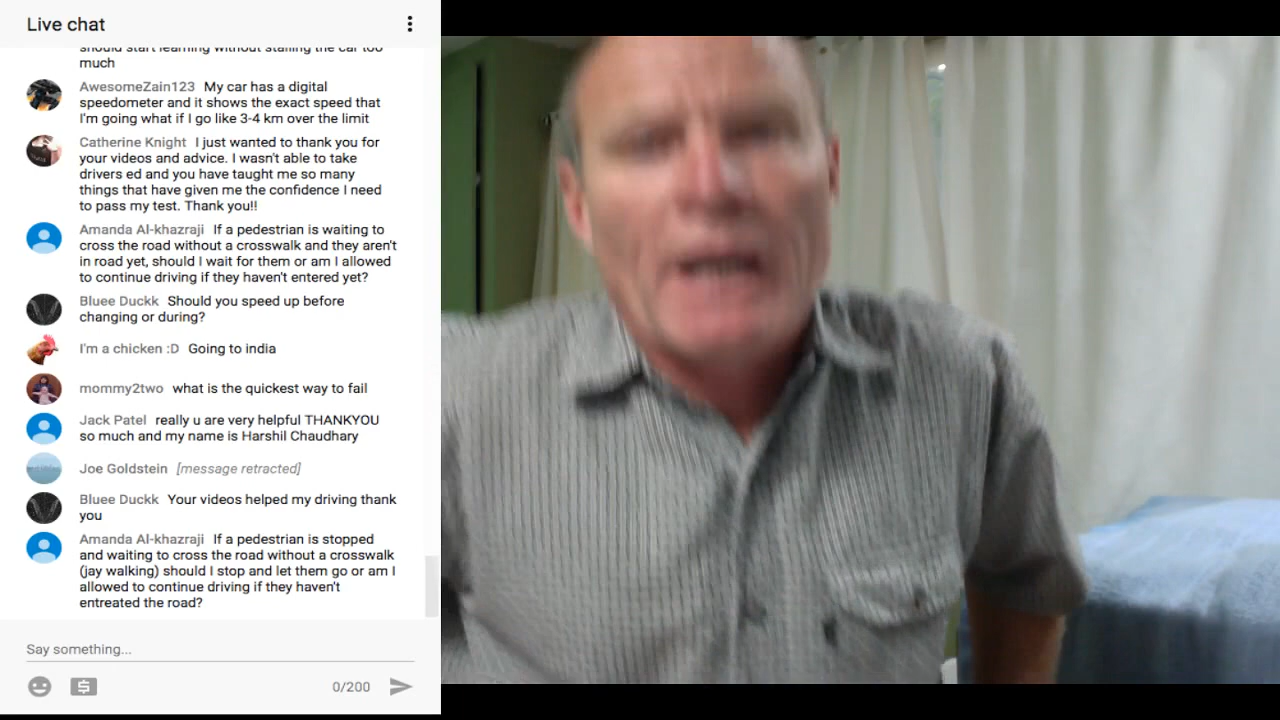 Live chat
should start learning without stalling the car too
much
AwesomeZain123 My car has a digital
speedometer and it shows the exact speed that
I'm going what if I go like 3-4 km over the limit
Catherine Knight I just wanted to thank you for
your videos and advice. I wasn't able to take
drivers ed and you have taught me so many
things that have given me the confidence I need
to pass my test. Thank you!!
Amanda Al-khazraji If a pedestrian is waiting to
cross the road without a crosswalk and they aren't
in road yet, should I wait for them or am I allowed
to continue driving if they haven't entered yet?
Bluee Duckk Should you speed up before
changing or during?
I'm a chicken :D Going to india
mommy2two what is the quickest way to fail
Jack Patel really u are very helpful THANKYOU
so much and my name is Harshil Chaudhary
Joe Goldstein [message retracted]
Bluee Duckk Your videos helped my driving thank
you
Amanda Al-khazraji If a pedestrian is stopped
and waiting to cross the road without a crosswalk
(jay walking) should I stop and let them go or am I
allowed to continue driving if they haven't
entreated the road?
Say something...
0/200